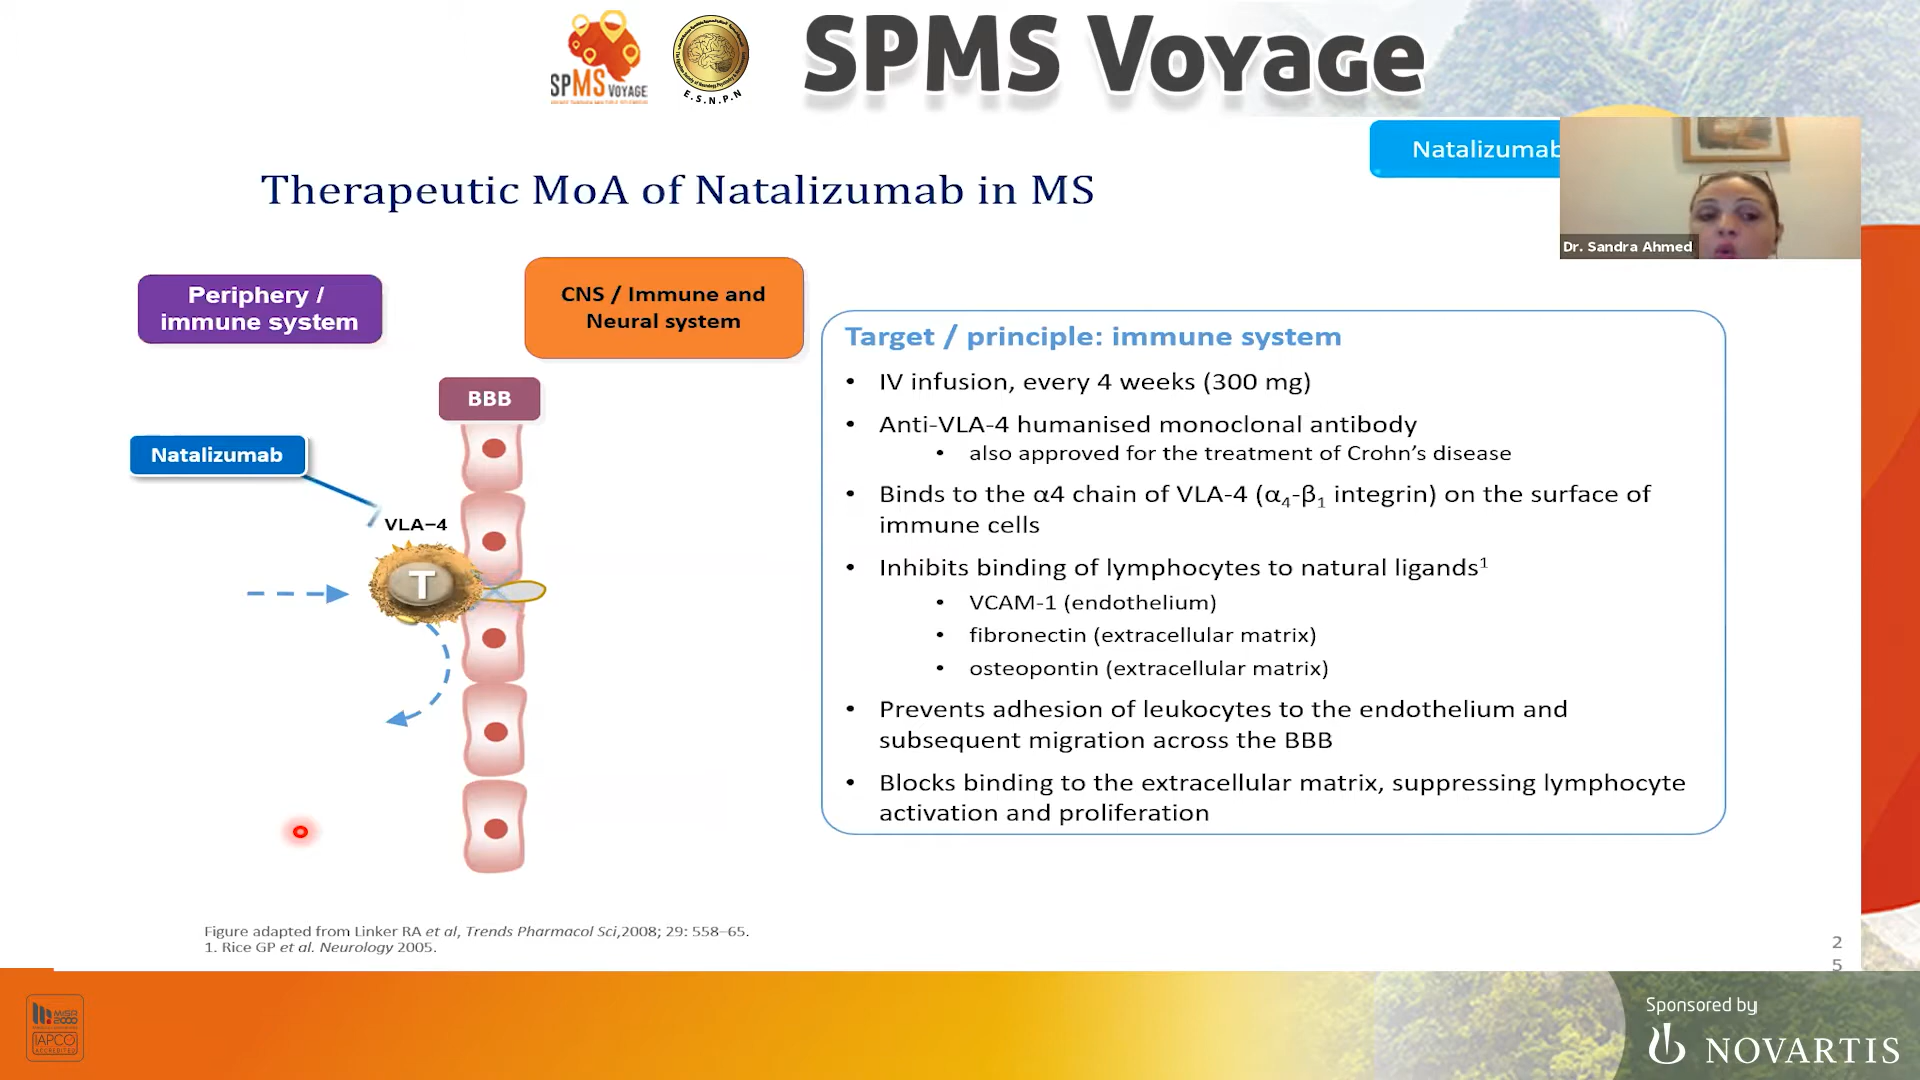 SPMS VOYAGE
E.S.N.P.N
SPMS Voyage
Natalizumab
Dr. Sandra Ahmed
Therapeutic MoA of Natalizumab in MS
Periphery /
immune system
CNS / Immune and
Neural system
BBB
Natalizumab
VLA–4
T
Target / principle: immune system
• IV infusion, every 4 weeks (300 mg)
• Anti-VLA-4 humanised monoclonal antibody
• also approved for the treatment of Crohn’s disease
• Binds to the α4 chain of VLA-4 (α4-β1 integrin) on the surface of
immune cells
• Inhibits binding of lymphocytes to natural ligands1
• VCAM-1 (endothelium)
• fibronectin (extracellular matrix)
• osteopontin (extracellular matrix)
• Prevents adhesion of leukocytes to the endothelium and
subsequent migration across the BBB
• Blocks binding to the extracellular matrix, suppressing lymphocyte
activation and proliferation
Figure adapted from Linker RA et al, Trends Pharmacol Sci,2008; 29: 558–65.
1. Rice GP et al. Neurology 2005.
2
5
MISR
2000
IAPCO
ACCREDITED
Sponsored by
NOVARTIS